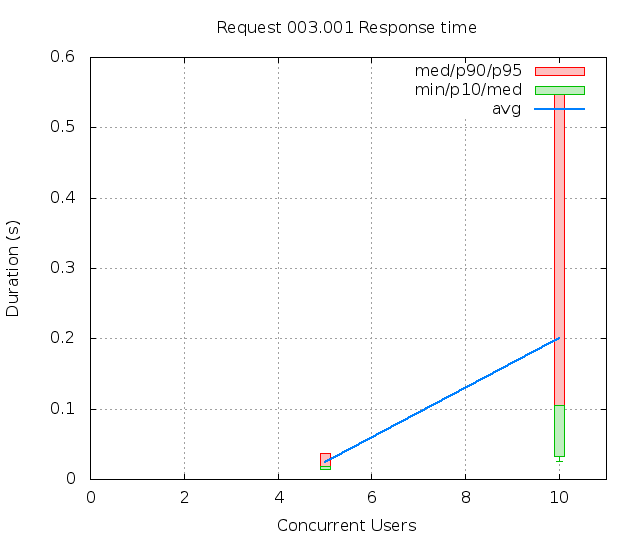 Request 003.001 Response time
0.6
0.5
0.4
0.3
0.2
0.1
0
med/p90/p95
min/p10/med
avg
Duration (s)
0 2 4 6 8 10
Concurrent Users